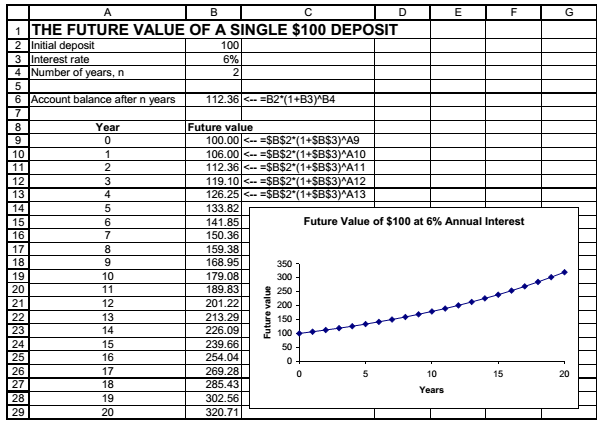 A B C D E F G
1 THE FUTURE VALUE OF A SINGLE $100 DEPOSIT
2 Initial deposit 100
3 Interest rate 6%
4 Number of years, n 2
5
6 Account balance after n years 112.36 <-- =B2*(1+B3)^B4
7
8 Year Future value
9 0 100.00 <-- =$B$2*(1+$B$3)^A9
10 1 106.00 <-- =$B$2*(1+$B$3)^A10
11 2 112.36 <-- =$B$2*(1+$B$3)^A11
12 3 119.10 <-- =$B$2*(1+$B$3)^A12
13 4 126.25 <-- =$B$2*(1+$B$3)^A13
14 5 133.82
15 6 141.85
16 7 150.36
17 8 159.38
18 9 168.95
19 10 179.08
20 11 189.83
21 12 201.22
22 13 213.29
23 14 226.09
24 15 239.66
25 16 254.04
26 17 269.28
27 18 285.43
28 19 302.56
29 20 320.71
Future Value of $100 at 6% Annual Interest
Future value
350
300
250
200
150
100
50
0
0 5 10 15 20
Years